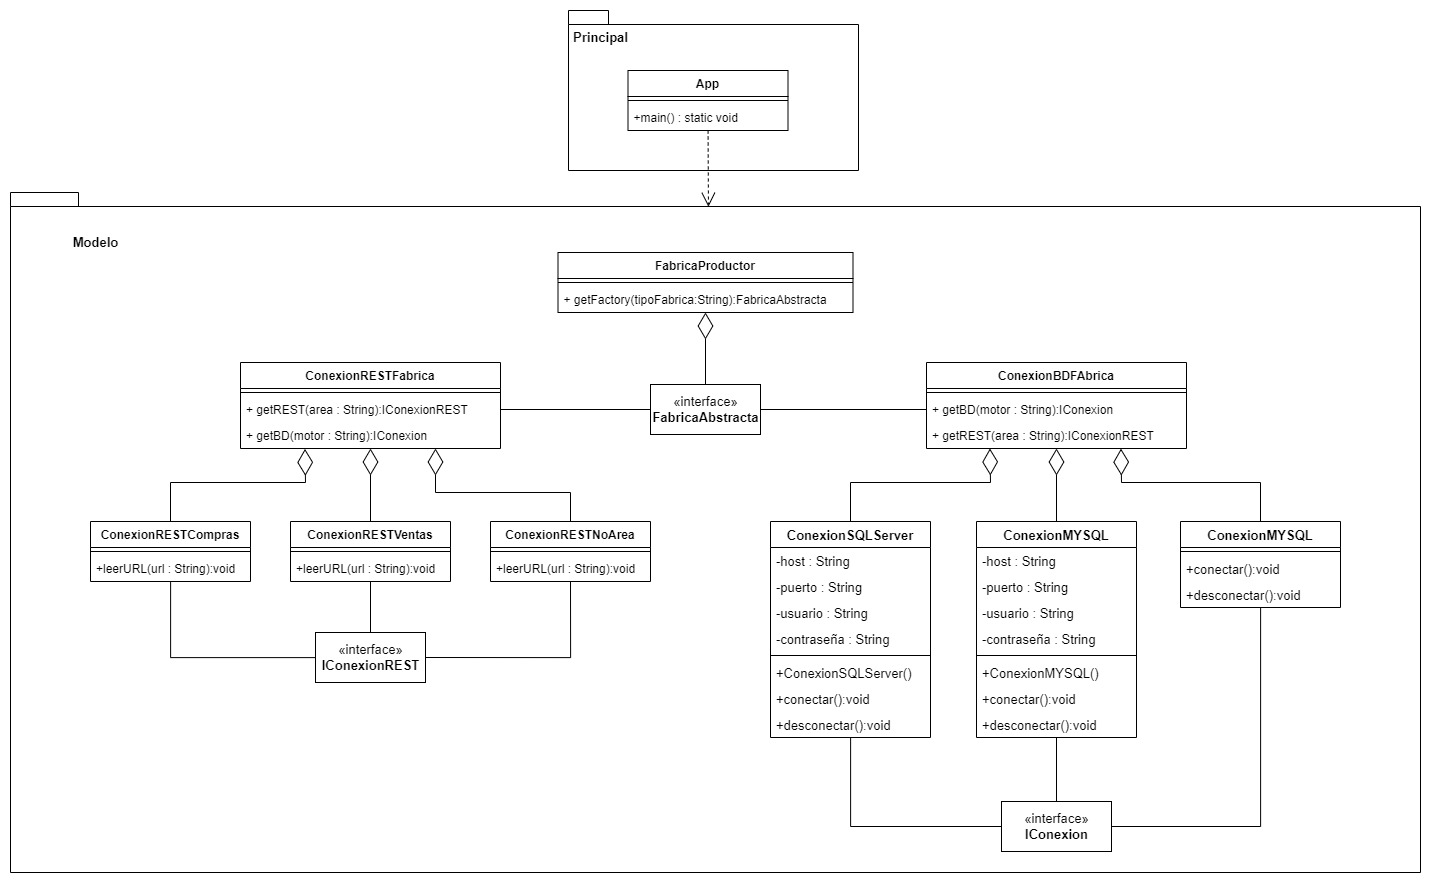 Principal
App
+main() : static void
Modelo
FabricaProductor
+ getFactory(tipoFabrica:String):FabricaAbstracta
ConexionRESTFabrica
+ getREST(area : String):IConexionREST
+ getBD(motor : String):IConexion
«interface»
FabricaAbstracta
ConexionBDFAbrica
+ getBD(motor : String):IConexion
+ getREST(area : String):IConexionREST
ConexionRESTCompras
+leerURL(url : String):void
ConexionRESTVentas
+leerURL(url : String):void
ConexionRESTNoArea
+leerURL(url : String):void
«interface»
IConexionREST
ConexionSQLServer
-host : String
-puerto : String
-usuario : String
-contraseña : String
+ConexionSQLServer()
+conectar():void
+desconectar():void
ConexionMYSQL
-host : String
-puerto : String
-usuario : String
-contraseña : String
+ConexionMYSQL()
+conectar():void
+desconectar():void
ConexionMYSQL
+conectar():void
+desconectar():void
«interface»
IConexion